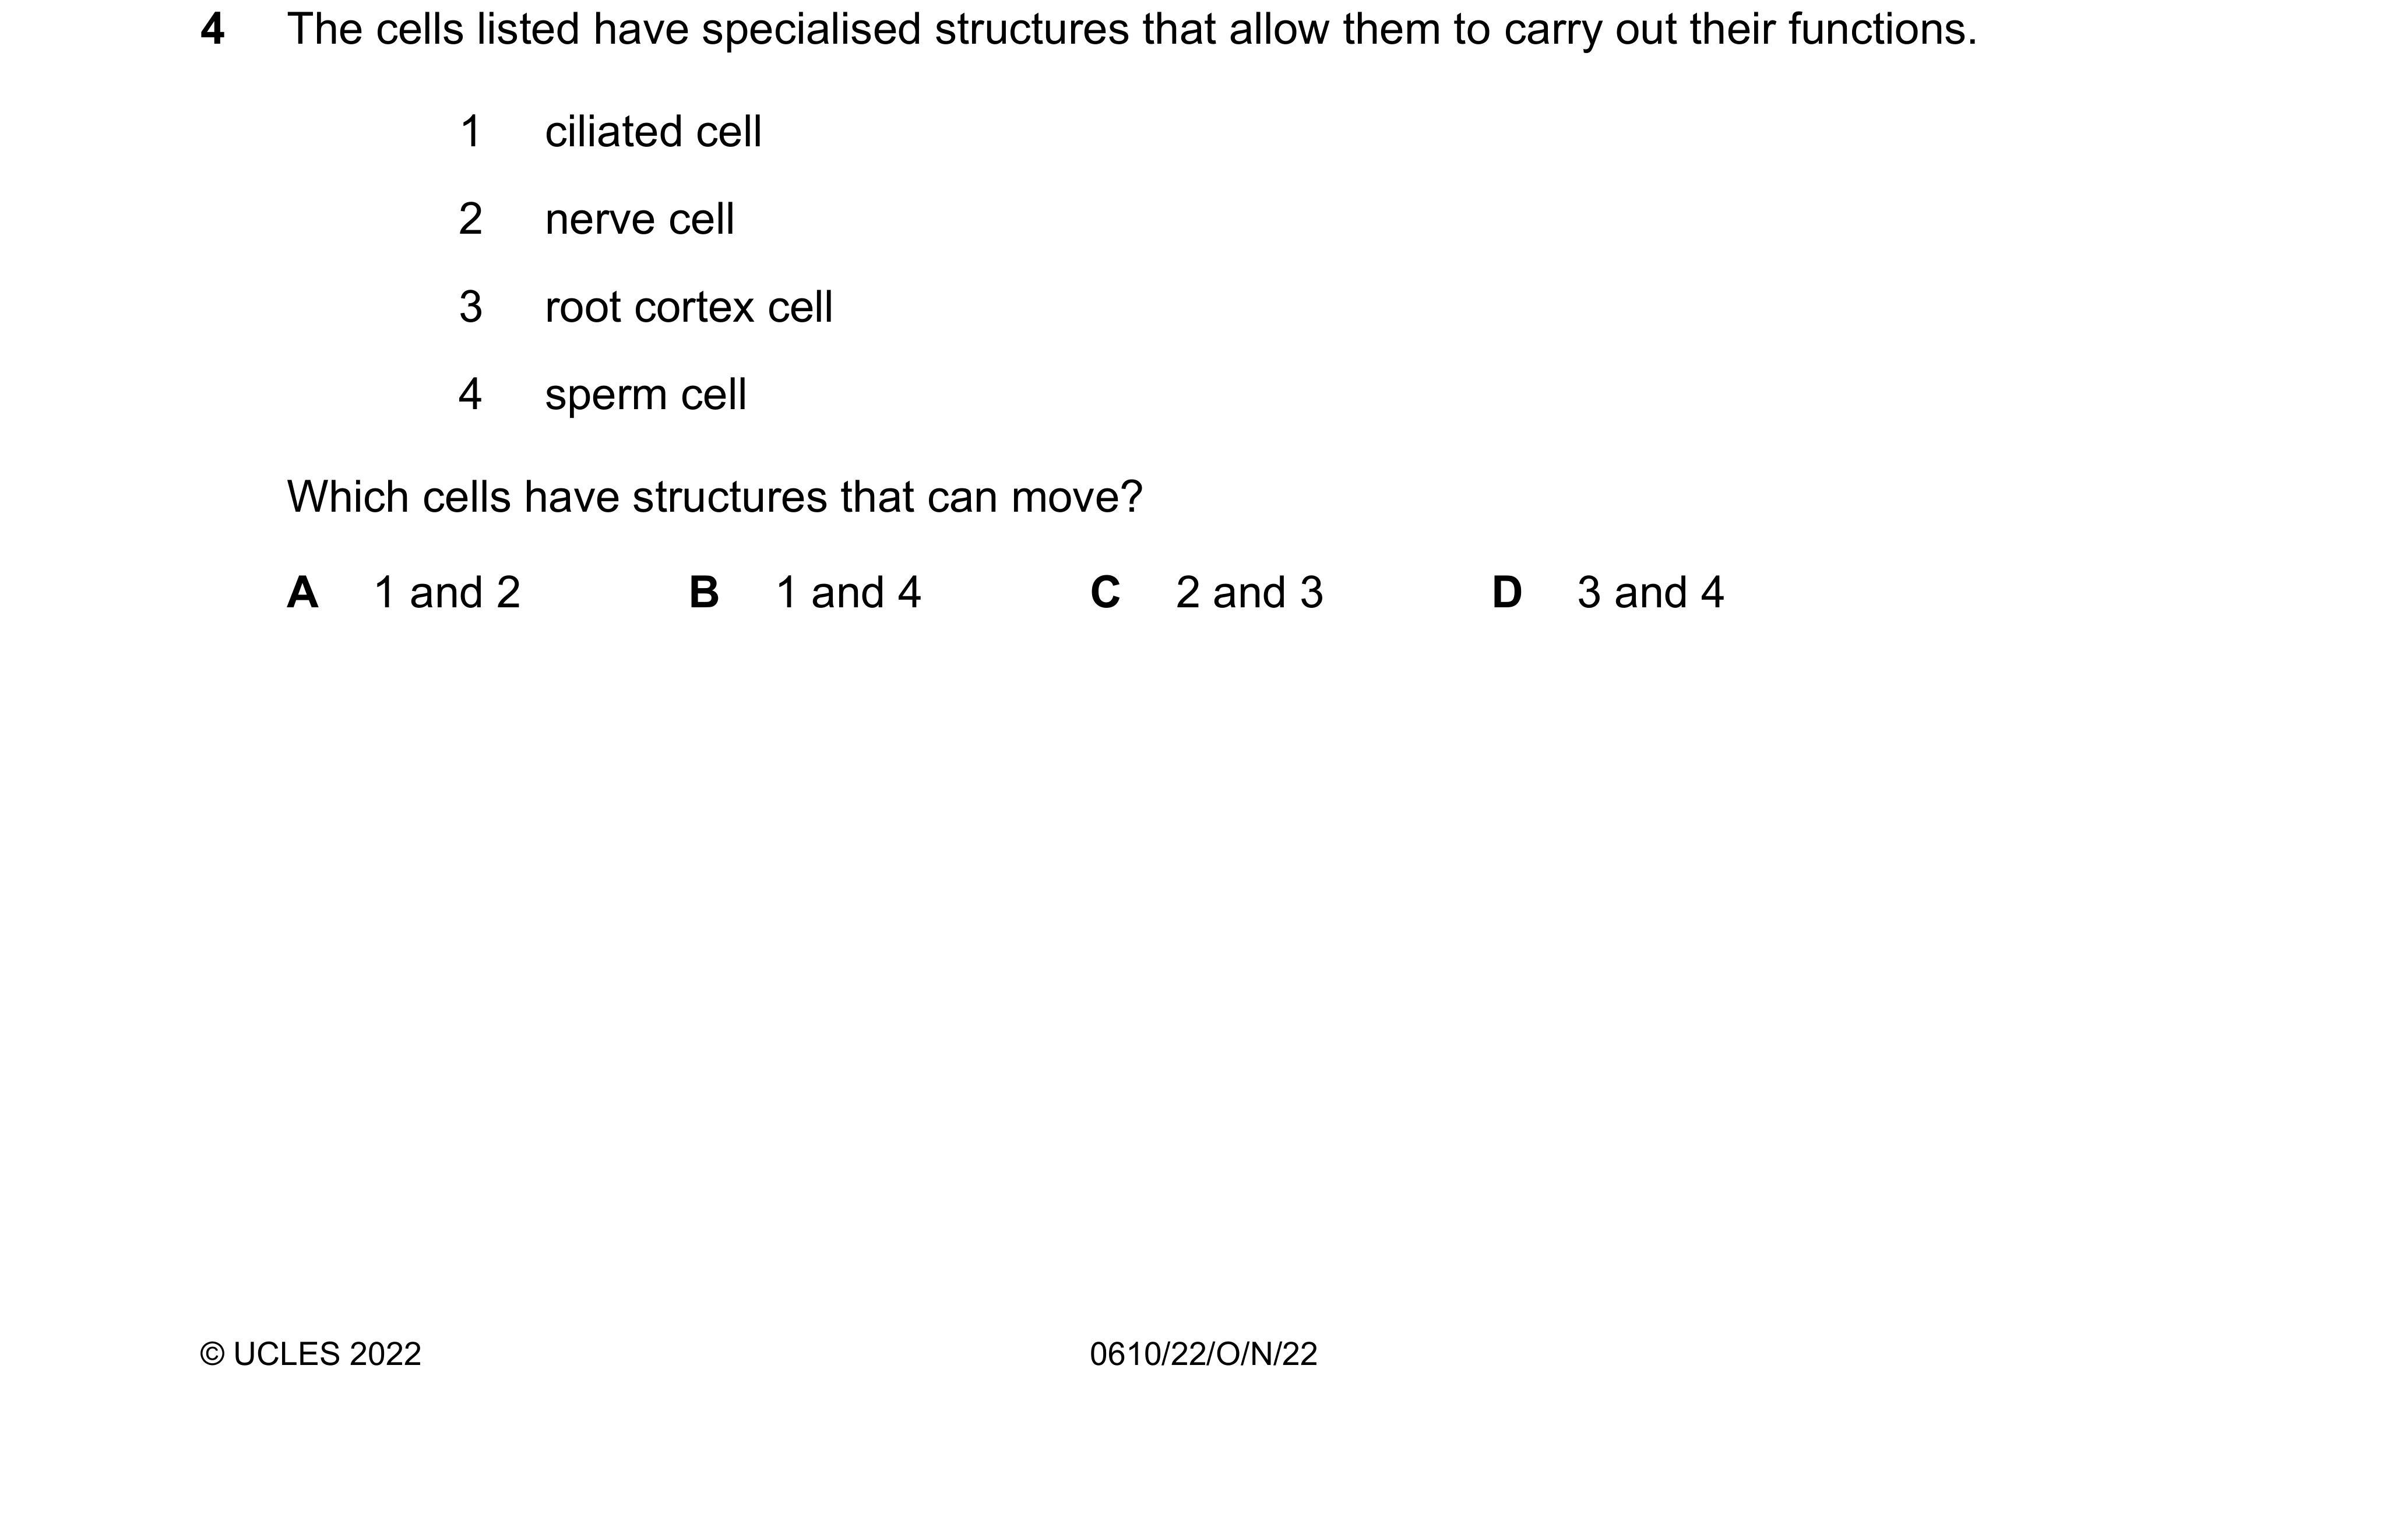 4 The cells listed have specialised structures that allow them to carry out their functions.
1 ciliated cell
2 nerve cell
3 root cortex cell
4 sperm cell
Which cells have structures that can move?
A 1 and 2 B 1 and 4 C 2 and 3 D 3 and 4
© UCLES 2022 0610/22/O/N/22